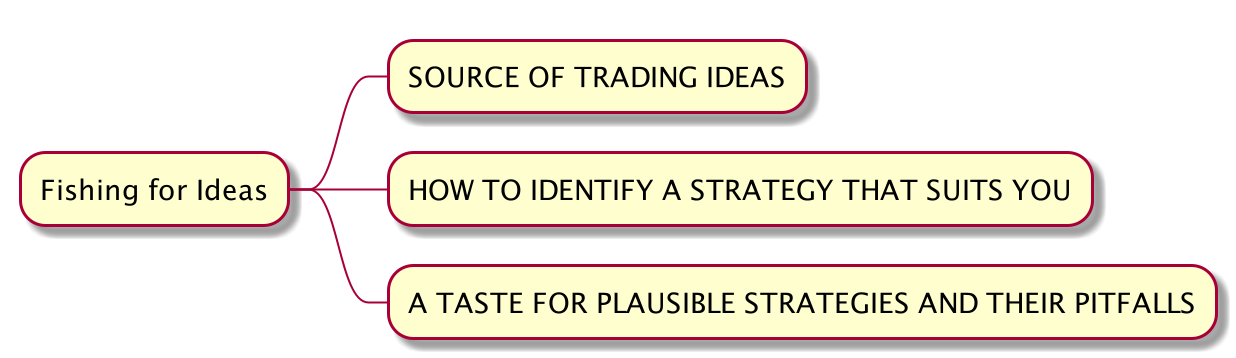 SOURCE OF TRADING IDEAS
Fishing for Ideas
HOW TO IDENTIFY A STRATEGY THAT SUITS YOU
A TASTE FOR PLAUSIBLE STRATEGIES AND THEIR PITFALLS